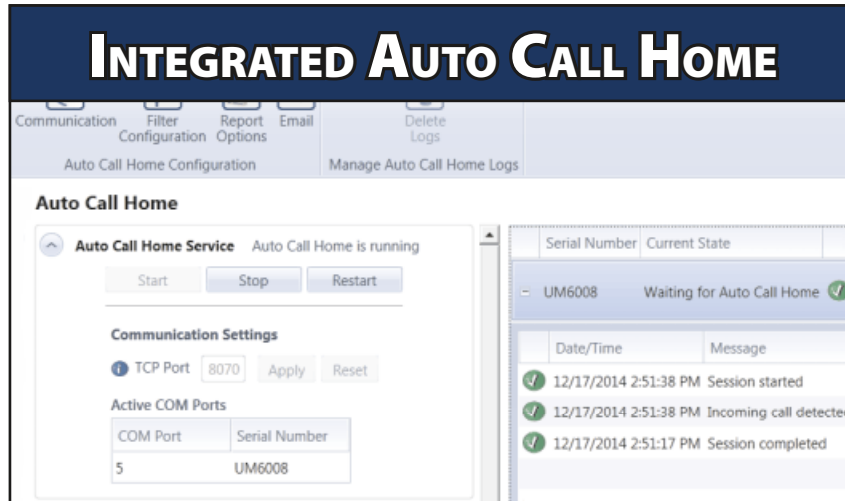 INTEGRATED AUTO CALL HOME
Communication Filter Configuration Report Options Email Delete Logs
Auto Call Home Configuration Manage Auto Call Home Logs
Auto Call Home
Auto Call Home Service Auto Call Home is running
Start Stop Restart
Communication Settings
TCP Port 8070 Apply Reset
Active COM Ports
COM Port Serial Number
5 UM6008
Serial Number Current State
UM6008 Waiting for Auto Call Home
Date/Time Message
12/17/2014 2:51:38 PM Session started
12/17/2014 2:51:38 PM Incoming call detected
12/17/2014 2:51:17 PM Session completed